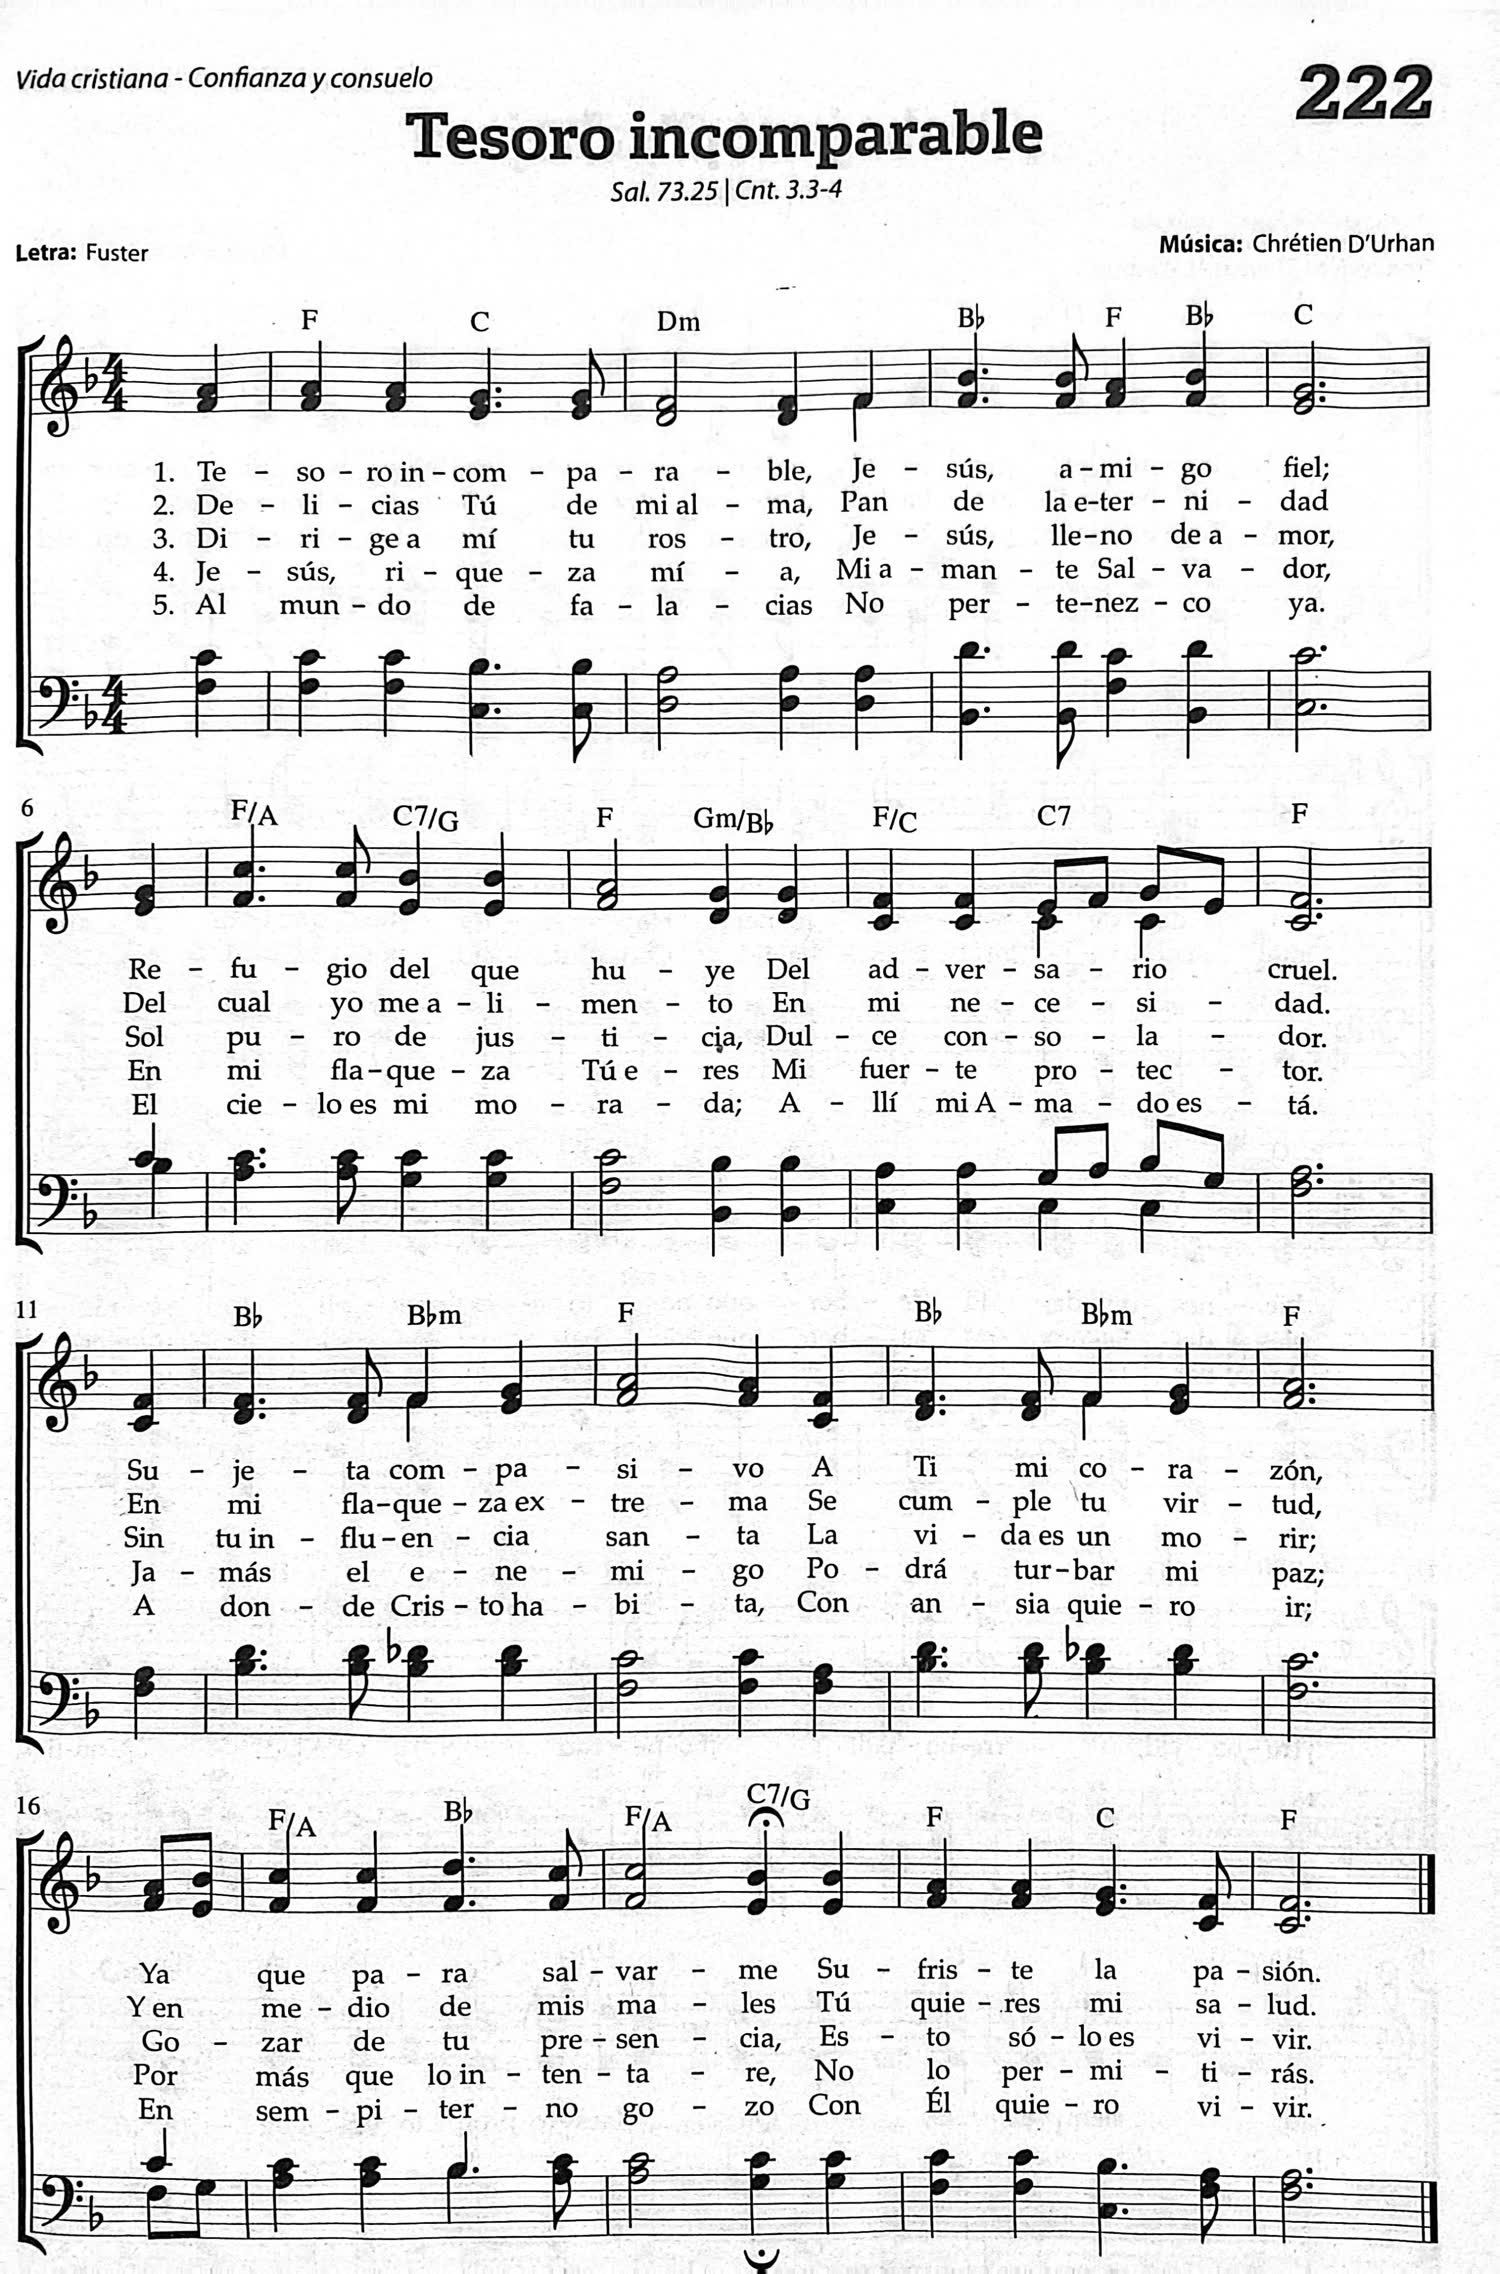 Vida cristiana - Confianza y consuelo
222
Tesoro incomparable
Sal. 73.25 | Cnt. 3.3-4
Letra: Fuster
Música: Chrétien D'Urhan
F C Dm B♭ F B♭ C
1. Te - so - ro in - com - pa - ra - ble, Je - sús, a - mi - go fiel;
2. De - li - cias Tú de mi al - ma, Pan de la e-ter - ni - dad
3. Di - ri - ge a mí tu ros - tro, Je - sús, lle-no de a - mor,
4. Je - sús, ri - que - za mí - a, Mi a - man - te Sal - va - dor,
5. Al mun - do de fa - la - cias No per - te-nez - co ya.
6
F/A C7/G F Gm/B♭ F/C C7 F
Re - fu - gio del que hu - ye Del ad - ver - sa - rio cruel.
Del cual yo me a - li - men - to En mi ne - ce - si - dad.
Sol pu - ro de jus - ti - cia, Dul - ce con - so - la - dor.
En mi fla-que - za Tú e - res Mi fuer - te pro - tec - tor.
El cie - lo es mi mo - ra - da; A - llí mi A - ma - do es - tá.
11
B♭ B♭m F B♭ B♭m F
Su - je - ta com - pa - si - vo A Ti mi co - ra - zón,
En mi fla-que - za ex - tre - ma Se cum - ple tu vir - tud,
Sin tu in - flu-en - cia san - ta La vi - da es un mo - rir;
Ja - más el e - ne - mi - go Po - drá tur-bar mi paz;
A don - de Cris - to ha - bi - ta, Con an - sia quie - ro ir;
16
F/A B♭ F/A C7/G F C F
Ya que pa - ra sal - var - me Su - fris - te la pa - sión.
Y en me - dio de mis ma - les Tú quie - res mi sa - lud.
Go - zar de tu pre - sen - cia, Es - to só - lo es vi - vir.
Por más que lo in - ten - ta - re, No lo per - mi - ti - rás.
En sem - pi - ter - no go - zo Con Él quie - ro vi - vir.